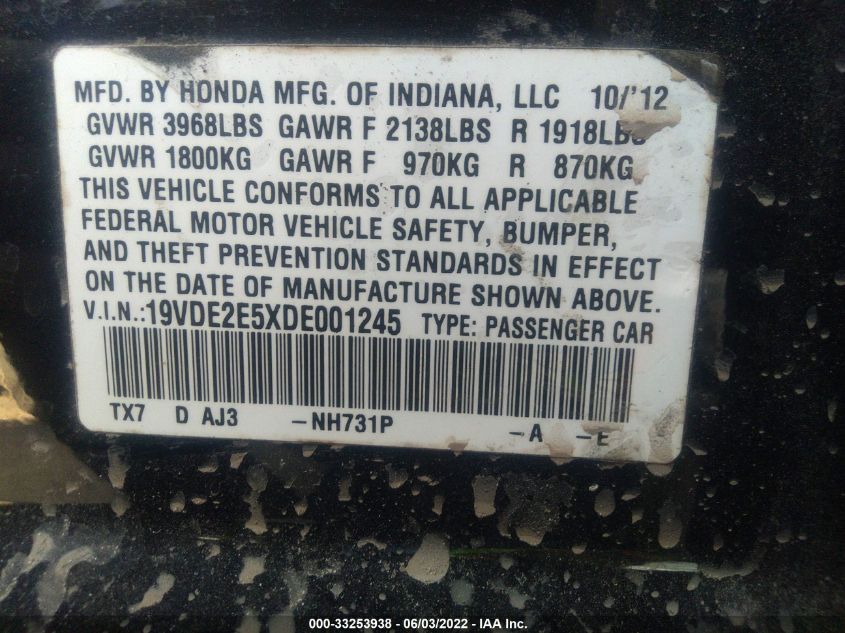 MFD. BY HONDA MFG. OF INDIANA, LLC 10/'12
GVWR 3968LBS GAWR F 2138LBS R 1918LBS
GVWR 1800KG GAWR F 970KG R 870KG
THIS VEHICLE CONFORMS TO ALL APPLICABLE
FEDERAL MOTOR VEHICLE SAFETY, BUMPER,
AND THEFT PREVENTION STANDARDS IN EFFECT
ON THE DATE OF MANUFACTURE SHOWN ABOVE.
V.I.N.:19VDE2E5XDE001245 TYPE: PASSENGER CAR
TX7 D AJ3 -NH731P -A -E
000-33253938 - 06/03/2022 - IAA Inc.